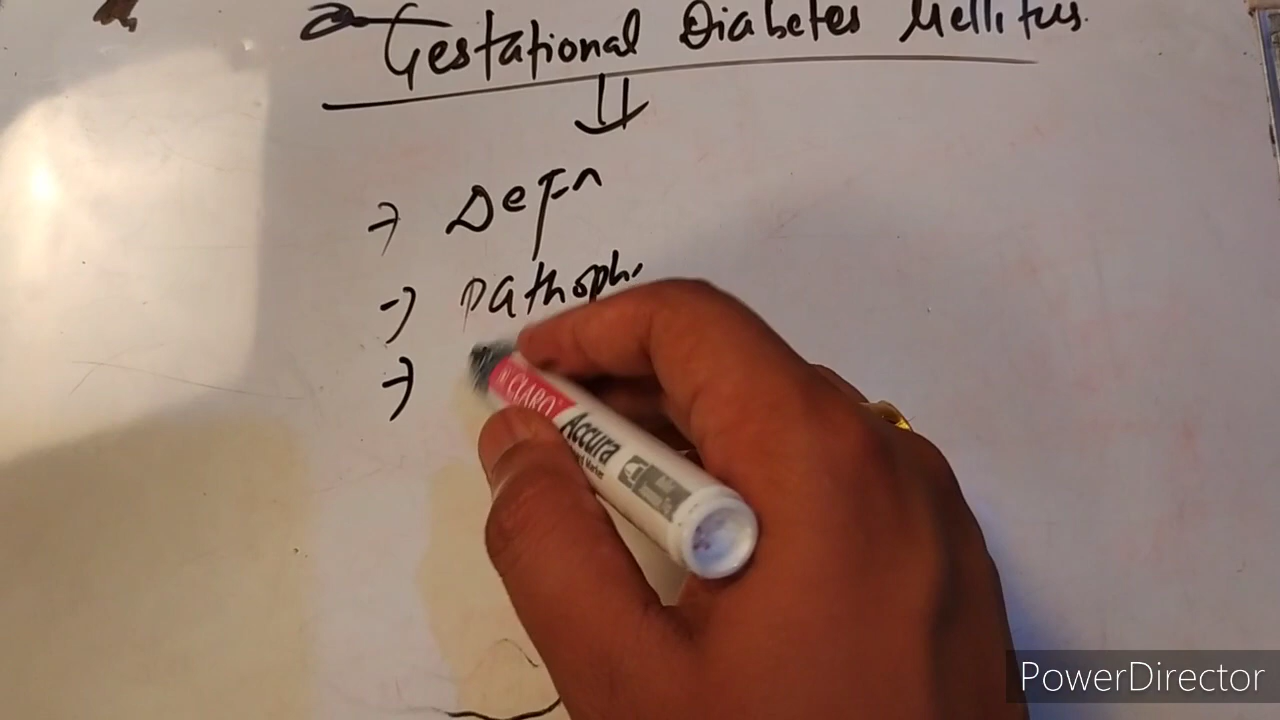 Gestational Diabetes Mellitus
↓
→ Defn
→ Pathoph
→
CLARO Accura
PowerDirector